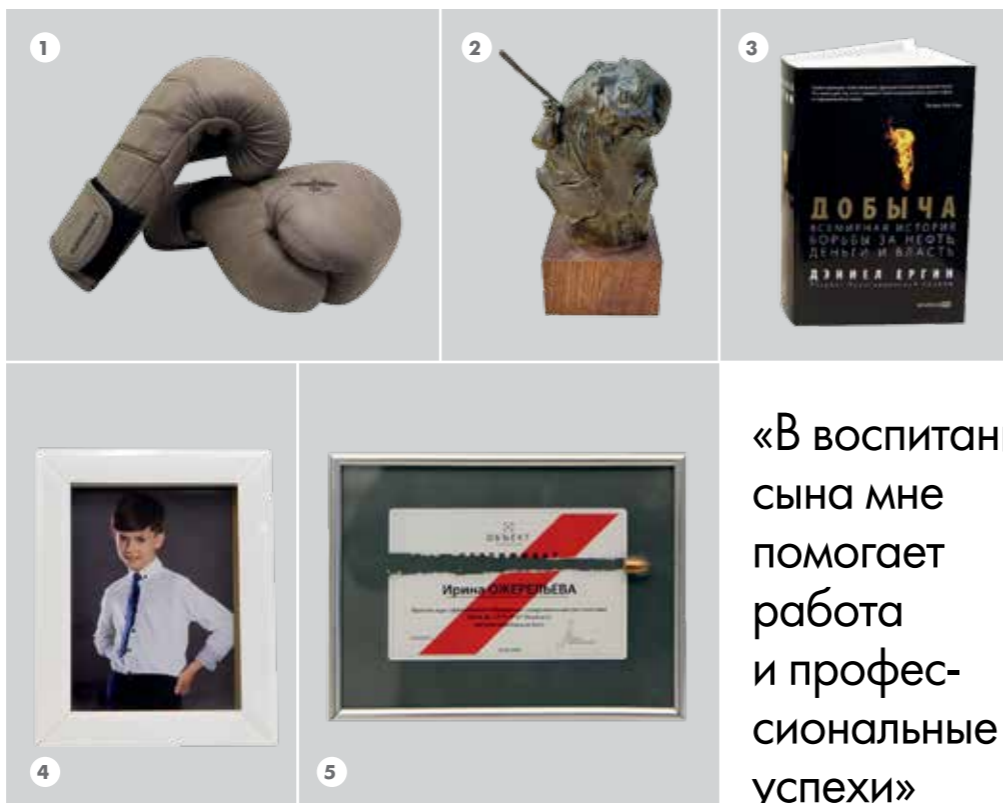 1
2
3
ДОБЫЧА
ВСЕМИРНАЯ ИСТОРИЯ
БОРЬБЫ ЗА НЕФТЬ,
ДЕНЬГИ И ВЛАСТЬ
ДЭНИЕЛ ЕРГИН
ОБЪЕКТ
Ирина ОЖЕРЕЛЬЕВА
4
5
«В воспитани
сына мне
помогает
работа
и профес-
сиональные
успехи»